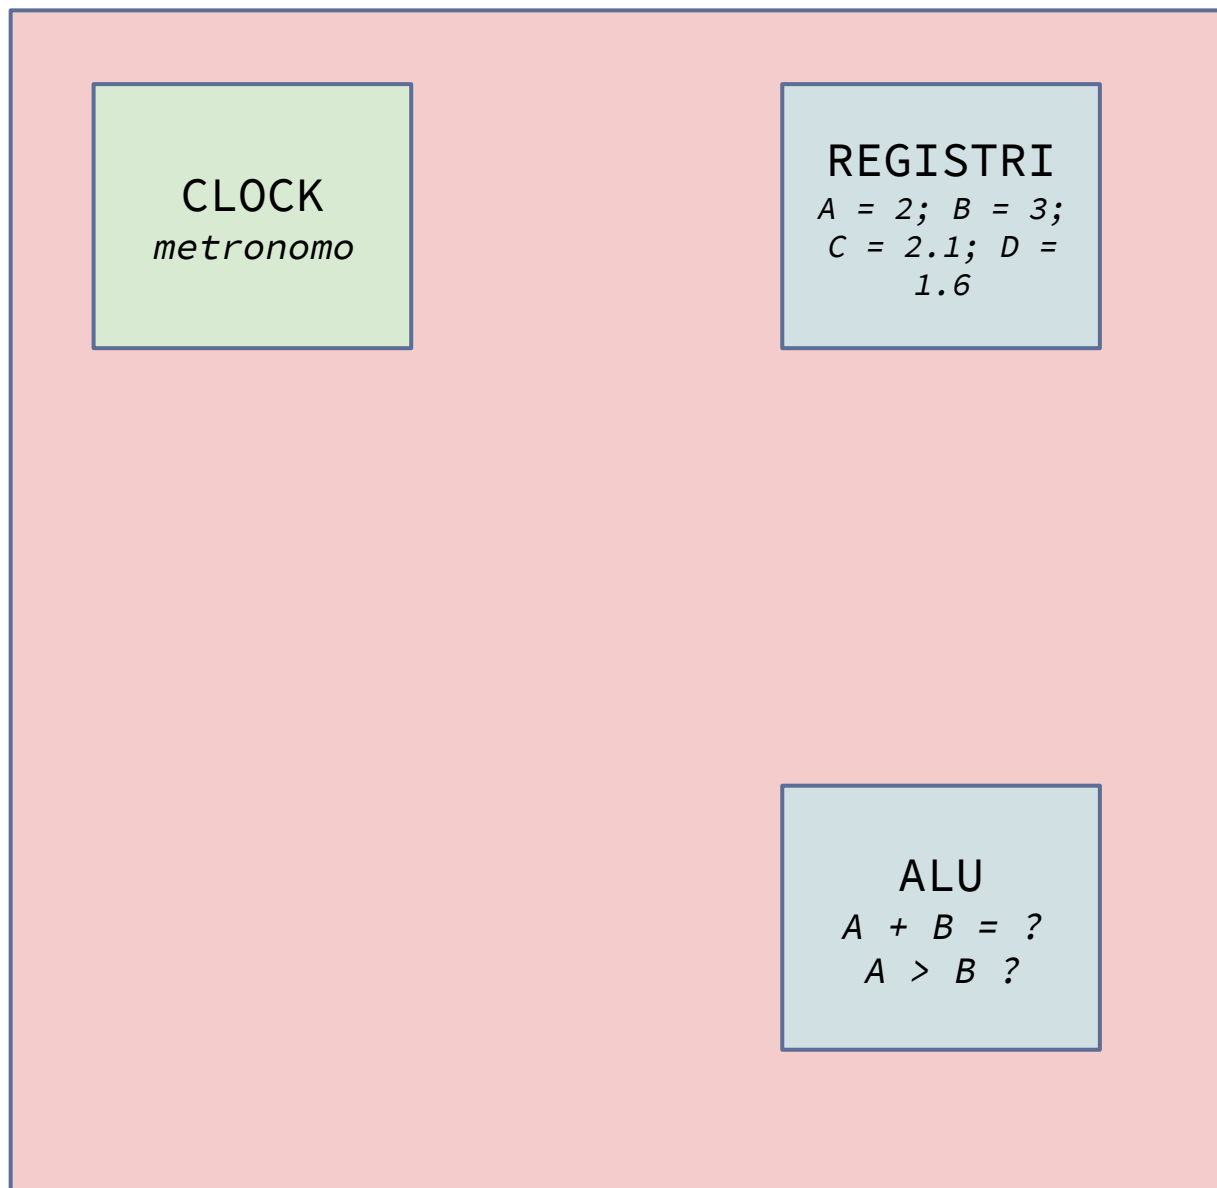 CLOCK
metronomo
REGISTRI
A = 2; B = 3;
C = 2.1; D =
1.6
ALU
A + B = ?
A > B ?